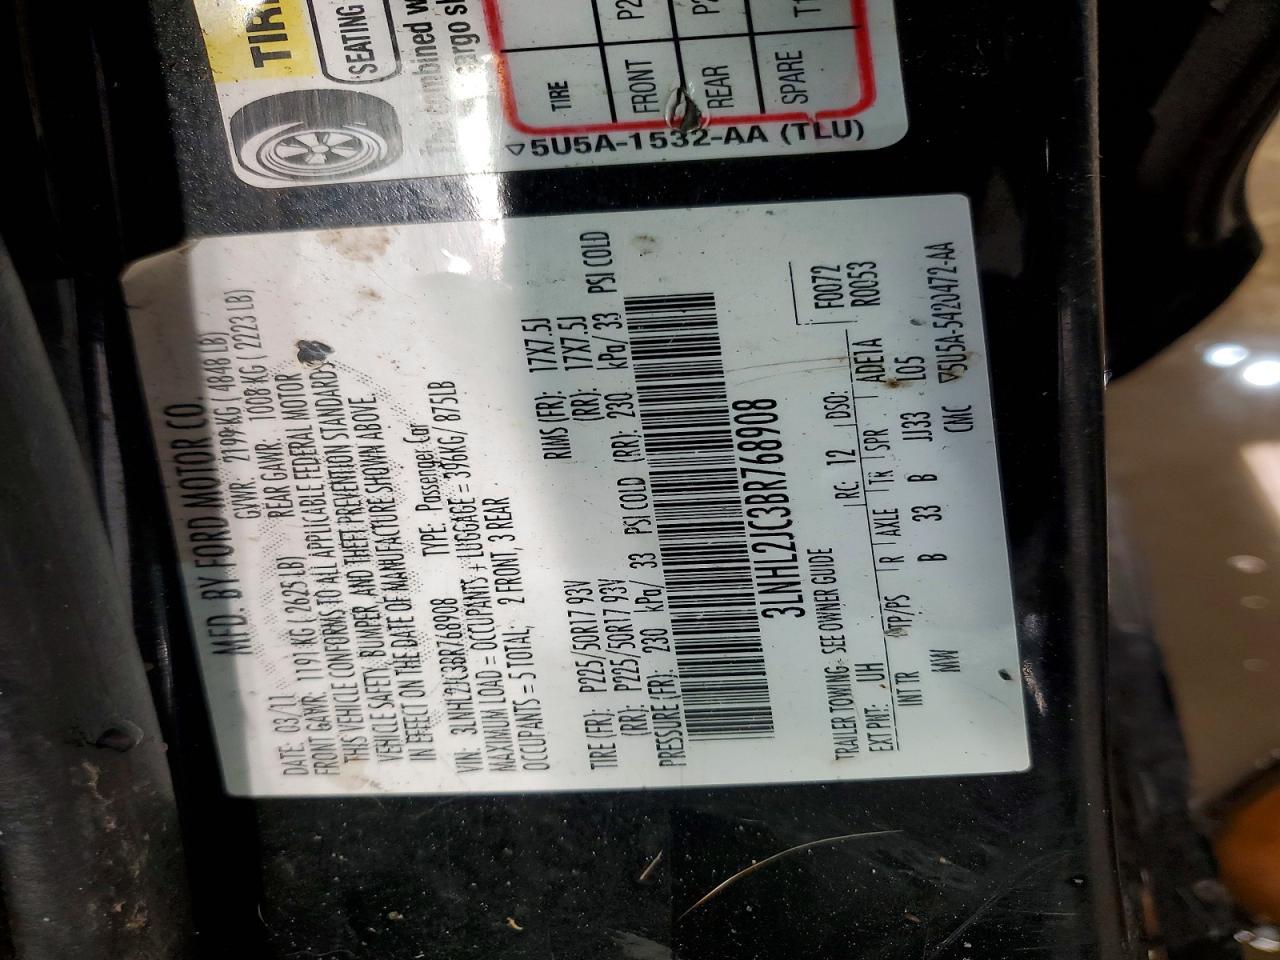 TIRE
SEATING
combined
cargo
TIRE
FRONT
REAR
SPARE
5U5A-1532-AA (TLU)
MFD. BY FORD MOTOR CO.
DATE: 03/11 GVWR: 2199 KG ( 4848 LB)
FRONT GAWR: 1191 KG ( 2625 LB) REAR GAWR: 1008 KG ( 2223 LB)
THIS VEHICLE CONFORMS TO ALL APPLICABLE FEDERAL MOTOR
VEHICLE SAFETY, BUMPER, AND THEFT PREVENTION STANDARDS
IN EFFECT ON THE DATE OF MANUFACTURE SHOWN ABOVE.
VIN: 3LNHL2JC3BR768908 TYPE: Passenger Car
MAXIMUM LOAD = OCCUPANTS + LUGGAGE = 396KG/ 875LB
OCCUPANTS = 5 TOTAL, 2 FRONT, 3 REAR
TIRE (FR): P225/50R17 93V RIMS (FR): 17X7.5J
(RR): P225/50R17 93V (RR): 17X7.5J
PRESSURE (FR): 230 kPa/ 33 PSI COLD (RR): 230 kPa/ 33 PSI COLD
3LNHL2JC3BR768908
F0072
R0053
TRAILER TOWING- SEE OWNER GUIDE
EXT PNT: UH RC: 12 DSO:
INT TR TP/PS R AXLE TR SPR ADE1A
MW B 33 B JJ33 L05
CMC 5U5A-5420472-AA